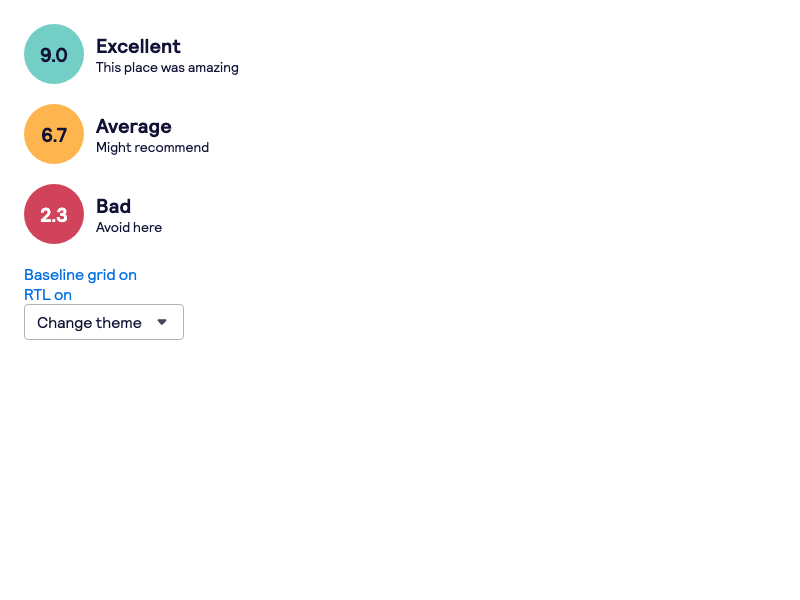 9.0
Excellent
This place was amazing
6.7
Average
Might recommend
2.3
Bad
Avoid here
Baseline grid on
RTL on
Change theme